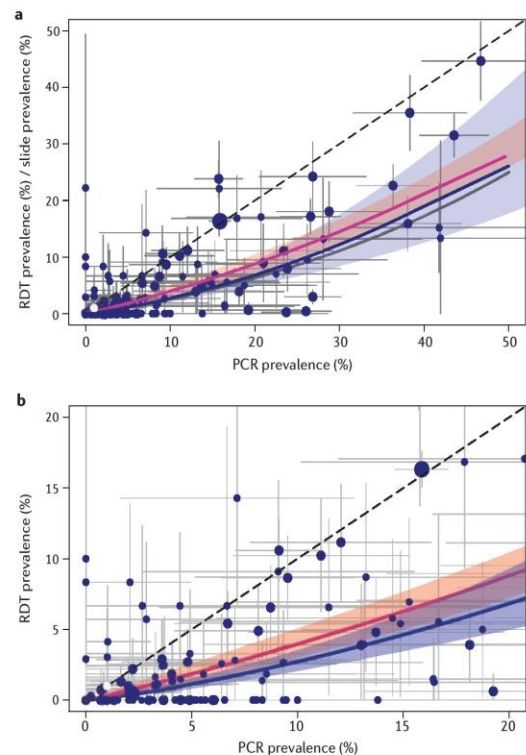 a
RDT prevalence (%) / slide prevalence (%)
50
40
30
20
10
0
0 10 20 30 40 50
PCR prevalence (%)
b
RDT prevalence (%)
20
15
10
5
0
0 5 10 15 20
PCR prevalence (%)